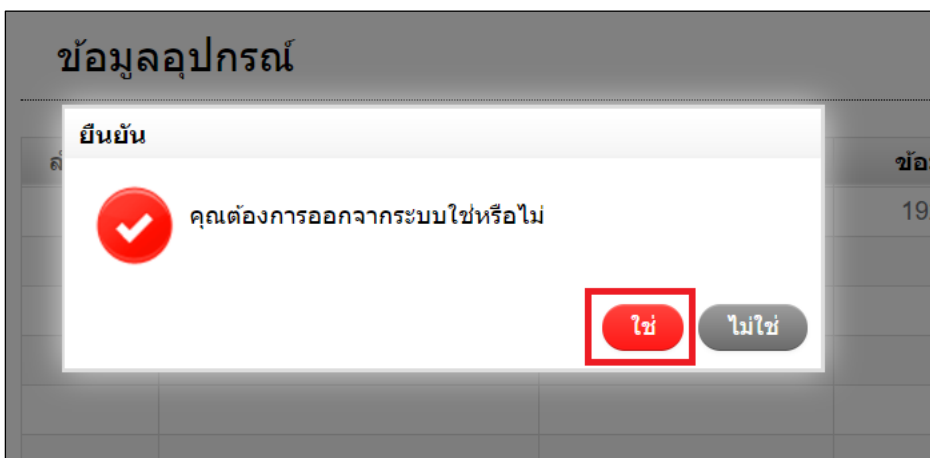 ข้อมูลอุปกรณ์
ยืนยัน
คุณต้องการออกจากระบบใช่หรือไม่
19
ใช่
ไม่ใช่